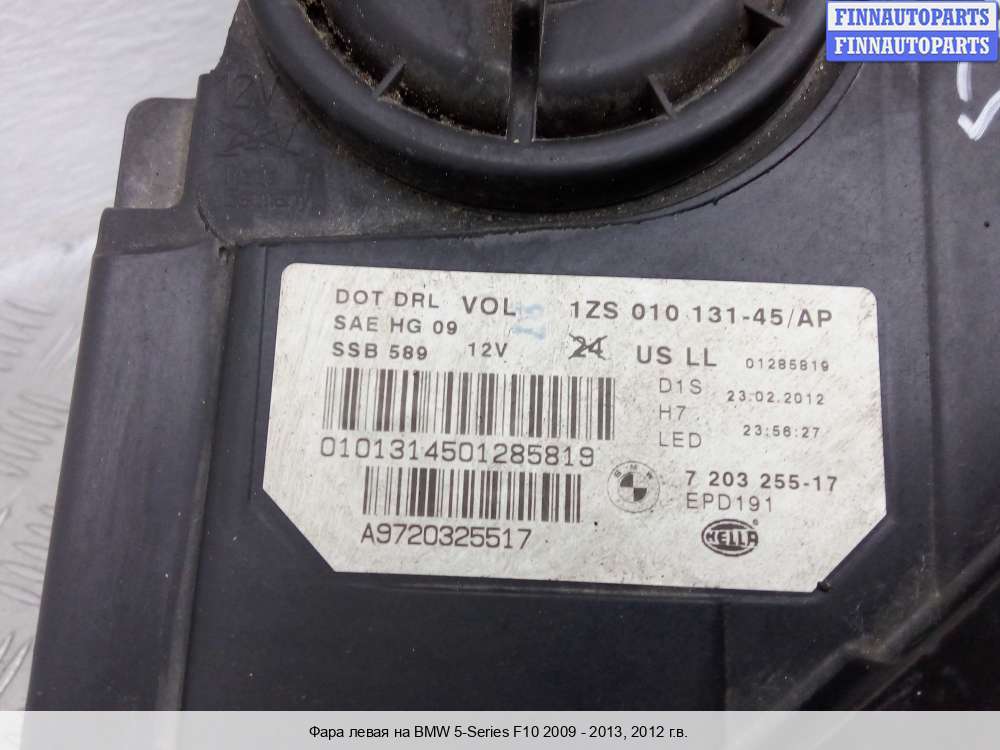 FINNAUTOPARTS
FINNAUTOPARTS
12V
DOT DRL VOL 1ZS 010 131-45/AP
SAE HG 09
SSB 589 12V 24 US LL 01285819
D1S 23.02.2012
H7
LED 23:56:27
0101314501285819
BMW
7 203 255-17
EPD191
A9720325517
HELLA ®
Фара левая на BMW 5-Series F10 2009 - 2013, 2012 г.в.